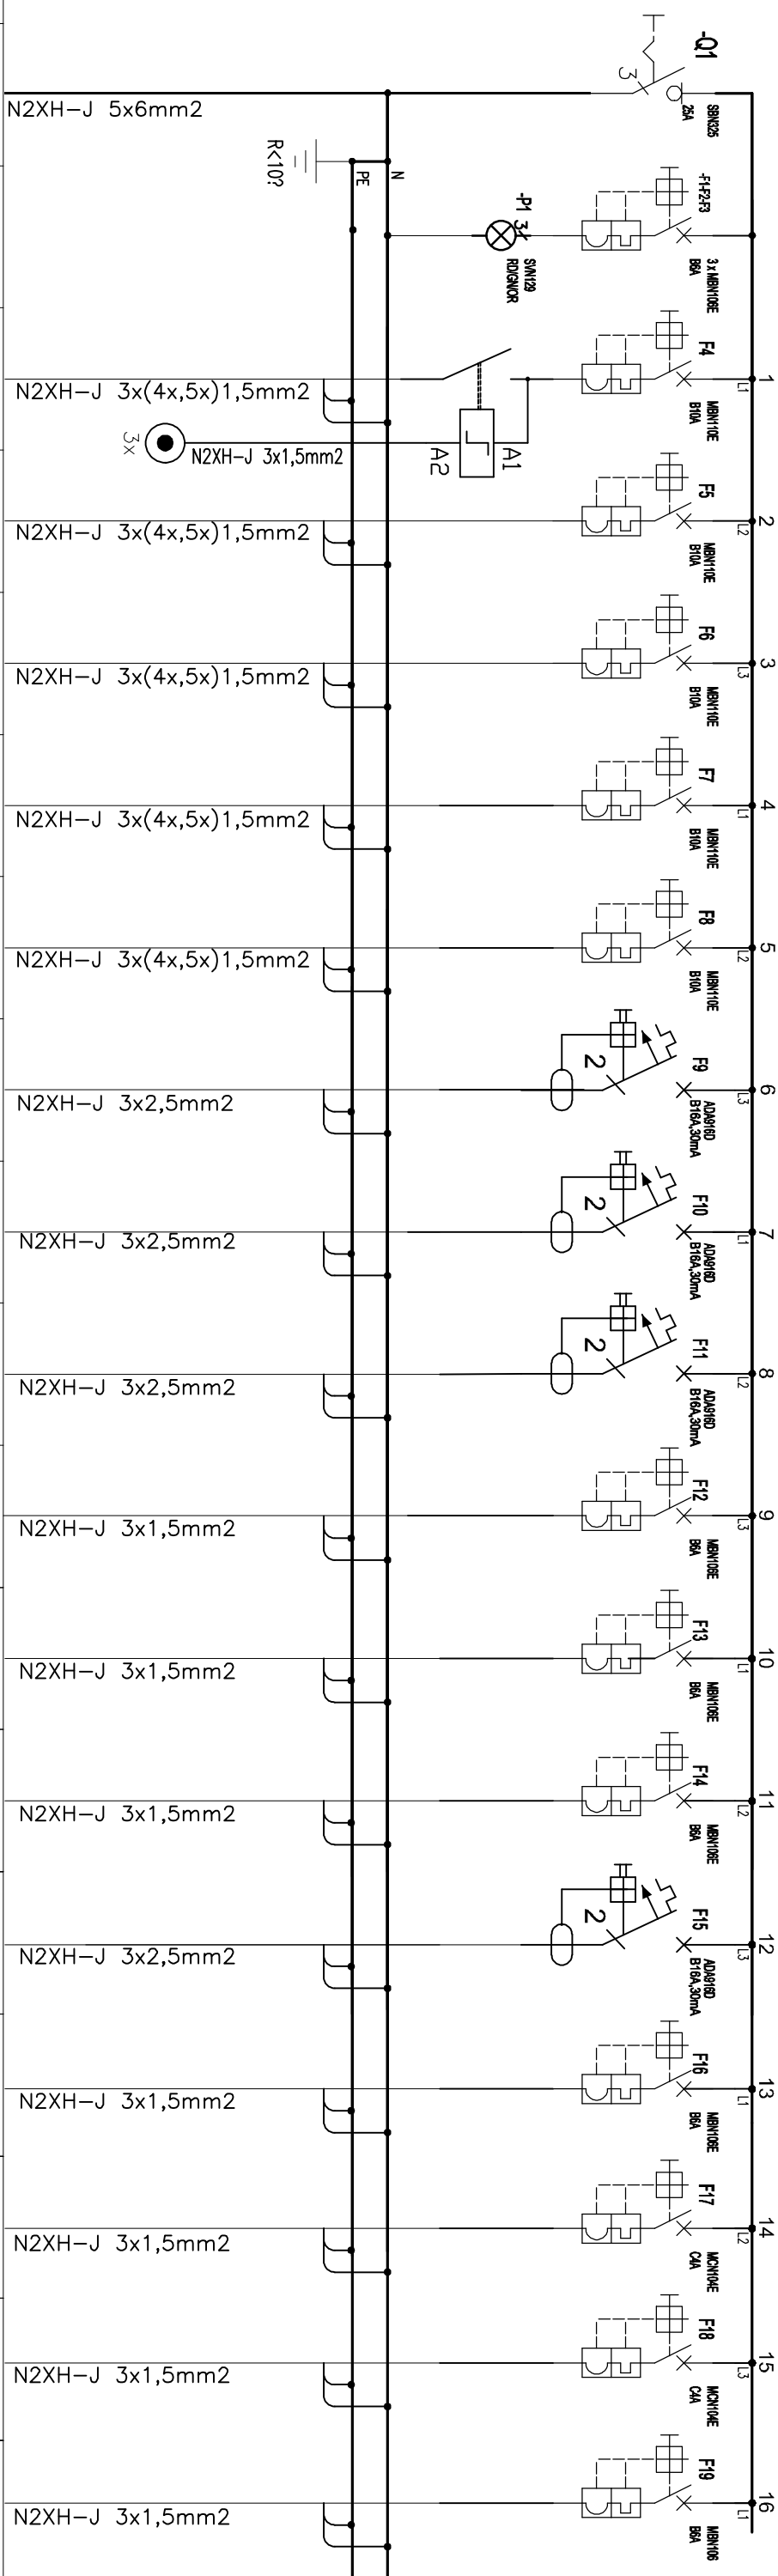 -Q1
3
SBN325
25A
N2XH-J 5x6mm2
R<10?
PE
N
-F1-F2-F3
3 x MBN106E
B6A
-P1
3
SVN129
RD/GN/OR
1
L1
F4
MBN110E
B10A
N2XH-J 3x(4x,5x)1,5mm2
A1
A2
3x
N2XH-J 3x1,5mm2
2
L2
F5
MBN110E
B10A
N2XH-J 3x(4x,5x)1,5mm2
3
L3
F6
MBN110E
B10A
N2XH-J 3x(4x,5x)1,5mm2
4
L1
F7
MBN110E
B10A
N2XH-J 3x(4x,5x)1,5mm2
5
L2
F8
MBN110E
B10A
N2XH-J 3x(4x,5x)1,5mm2
6
L3
F9
ADA916D
B16A,30mA
2
N2XH-J 3x2,5mm2
7
L1
F10
ADA916D
B16A,30mA
2
N2XH-J 3x2,5mm2
8
L2
F11
ADA916D
B16A,30mA
2
N2XH-J 3x2,5mm2
9
L3
F12
MBN106E
B6A
N2XH-J 3x1,5mm2
10
L1
F13
MBN106E
B6A
N2XH-J 3x1,5mm2
11
L2
F14
MBN106E
B6A
N2XH-J 3x1,5mm2
12
L3
F15
ADA916D
B16A,30mA
2
N2XH-J 3x2,5mm2
13
L1
F16
MBN106E
B6A
N2XH-J 3x1,5mm2
14
L2
F17
MCN104E
C4A
N2XH-J 3x1,5mm2
15
L3
F18
MCN104E
C4A
N2XH-J 3x1,5mm2
16
L1
F19
MBN106
B6A
N2XH-J 3x1,5mm2